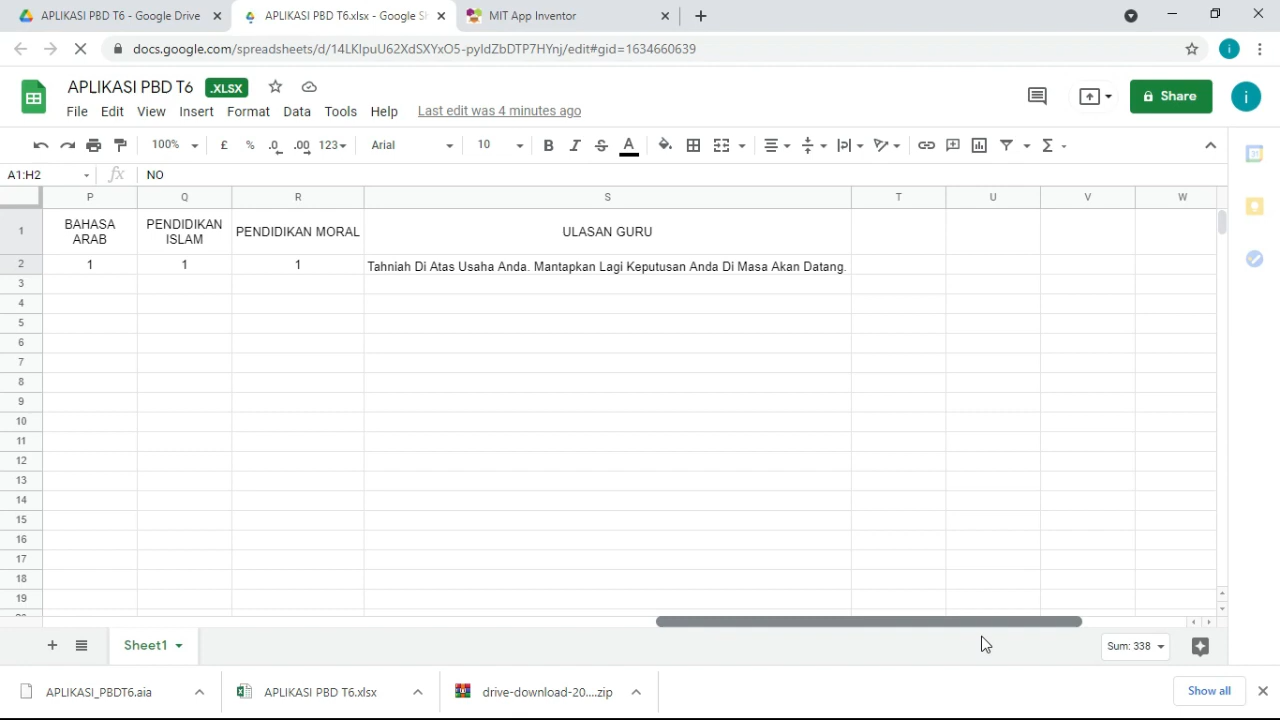 APLIKASI PBD T6 - Google Drive
APLIKASI PBD T6.xlsx - Google Sh
MIT App Inventor
docs.google.com/spreadsheets/d/14LKlpuU62XdSXYxO5-pyldZbDTP7HYnj/edit#gid=1634660639
i
APLIKASI PBD T6 .XLSX
File Edit View Insert Format Data Tools Help Last edit was 4 minutes ago
Share
i
100% £ % .0 .00 123 Arial 10 B I S A Σ
A1:H2 fx NO
P Q R S T U V W
1 BAHASA ARAB PENDIDIKAN ISLAM PENDIDIKAN MORAL ULASAN GURU
2 1 1 1 Tahniah Di Atas Usaha Anda. Mantapkan Lagi Keputusan Anda Di Masa Akan Datang.
3
4
5
6
7
8
9
10
11
12
13
14
15
16
17
18
19
Sheet1
Sum: 338
APLIKASI_PBDT6.aia
APLIKASI PBD T6.xlsx
drive-download-20....zip
Show all